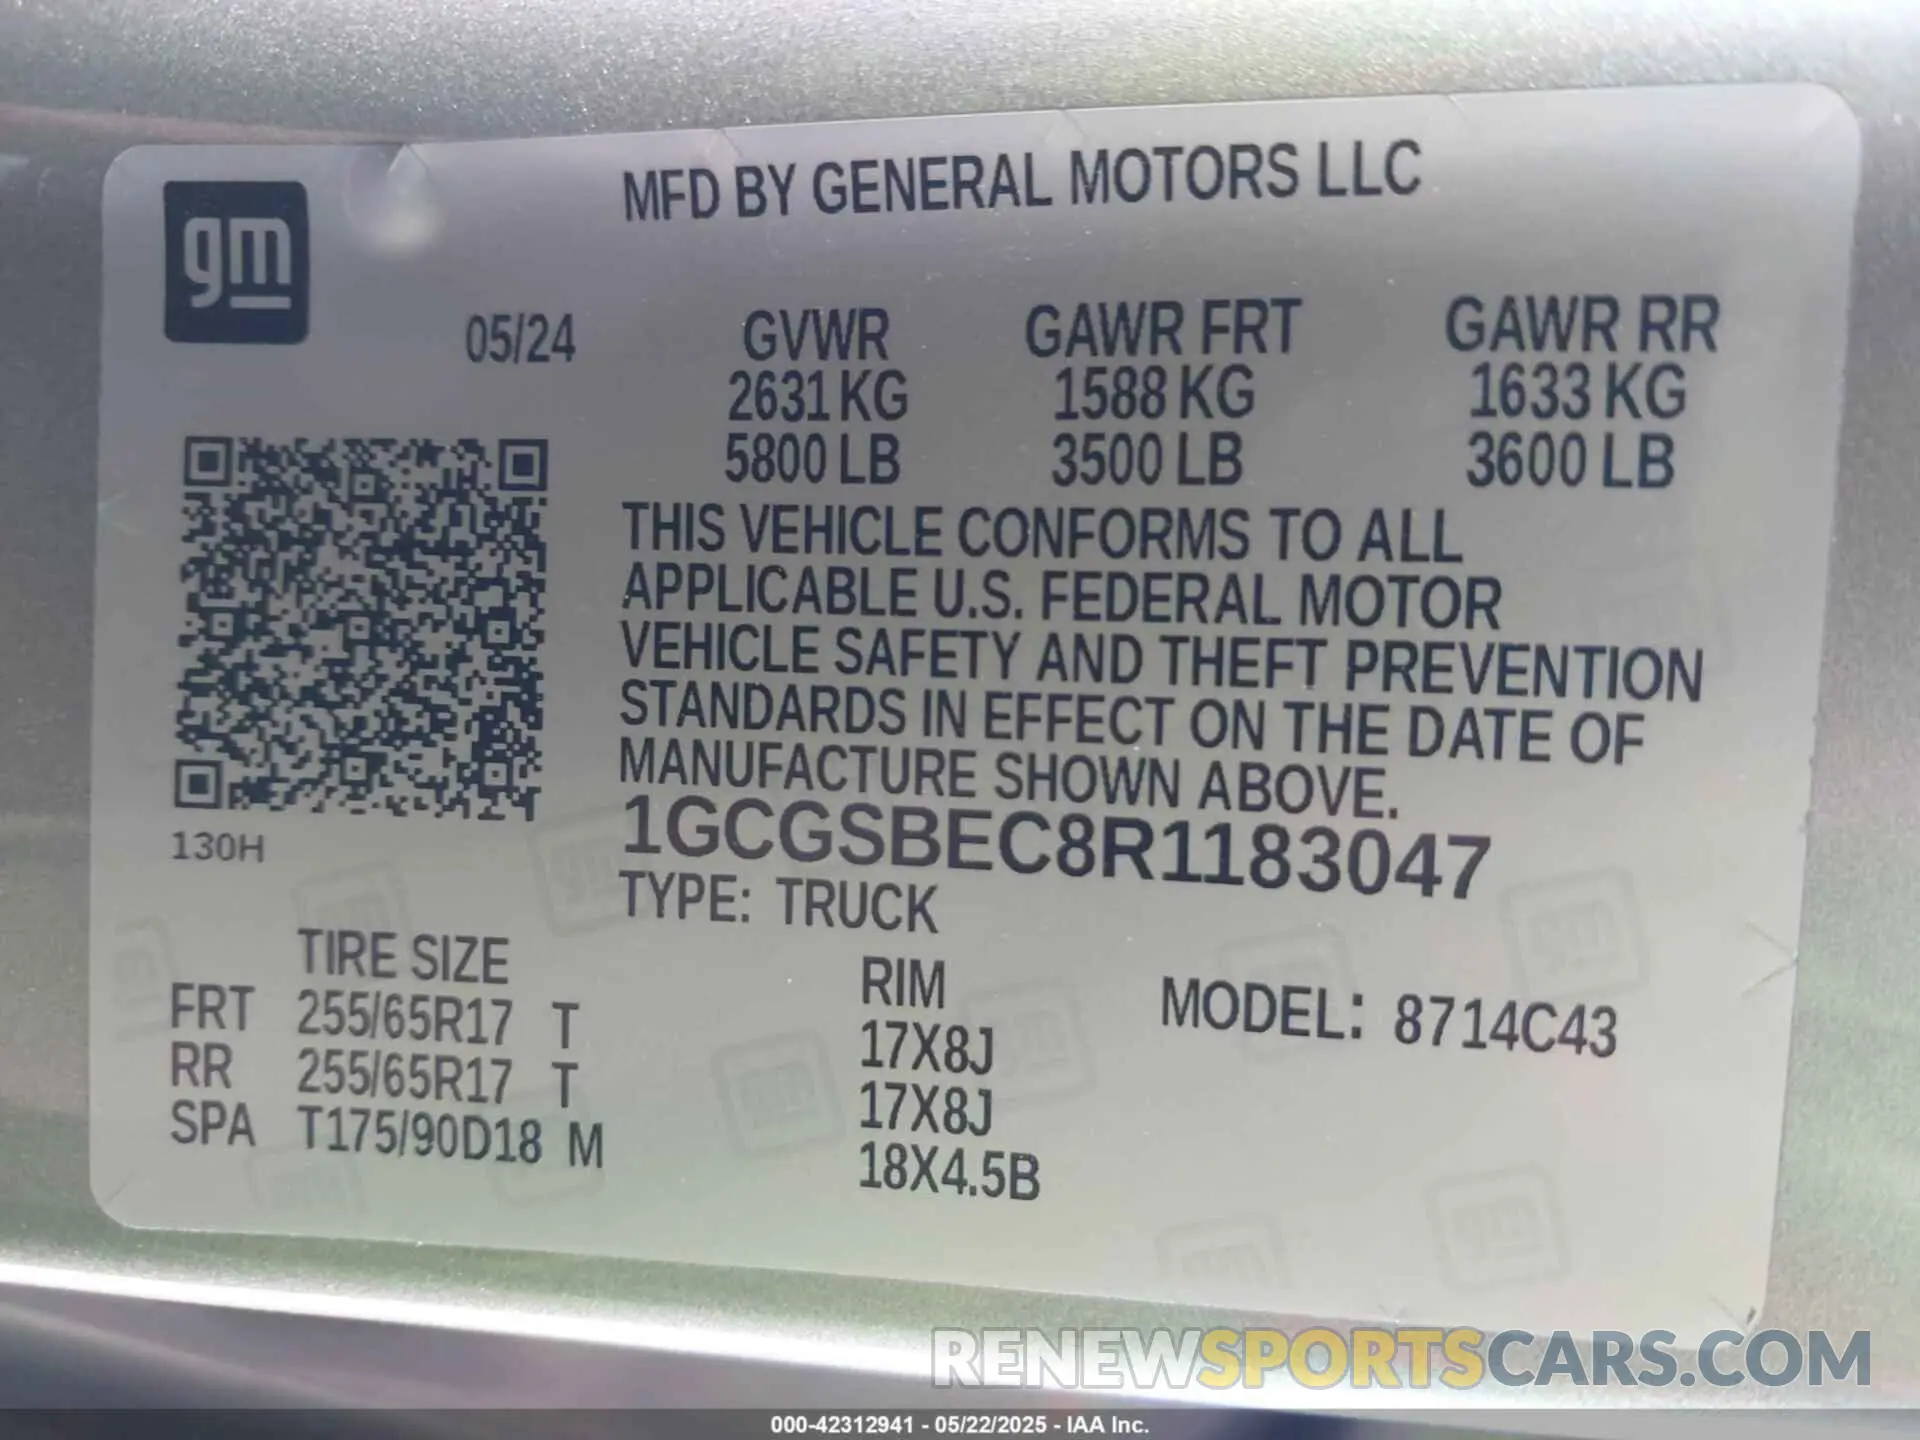 MFD BY GENERAL MOTORS LLC
gm
05/24 GVWR GAWR FRT GAWR RR
2631 KG 1588 KG 1633 KG
5800 LB 3500 LB 3600 LB
THIS VEHICLE CONFORMS TO ALL
APPLICABLE U.S. FEDERAL MOTOR
VEHICLE SAFETY AND THEFT PREVENTION
STANDARDS IN EFFECT ON THE DATE OF
MANUFACTURE SHOWN ABOVE.
1GCGSBEC8R1183047
130H
TYPE: TRUCK
TIRE SIZE RIM MODEL: 8714C43
FRT 255/65R17 T 17X8J
RR 255/65R17 T 17X8J
SPA T175/90D18 M 18X4.5B
RENEWSPORTSCARS.COM
000-42312941 - 05/22/2025 - IAA Inc.